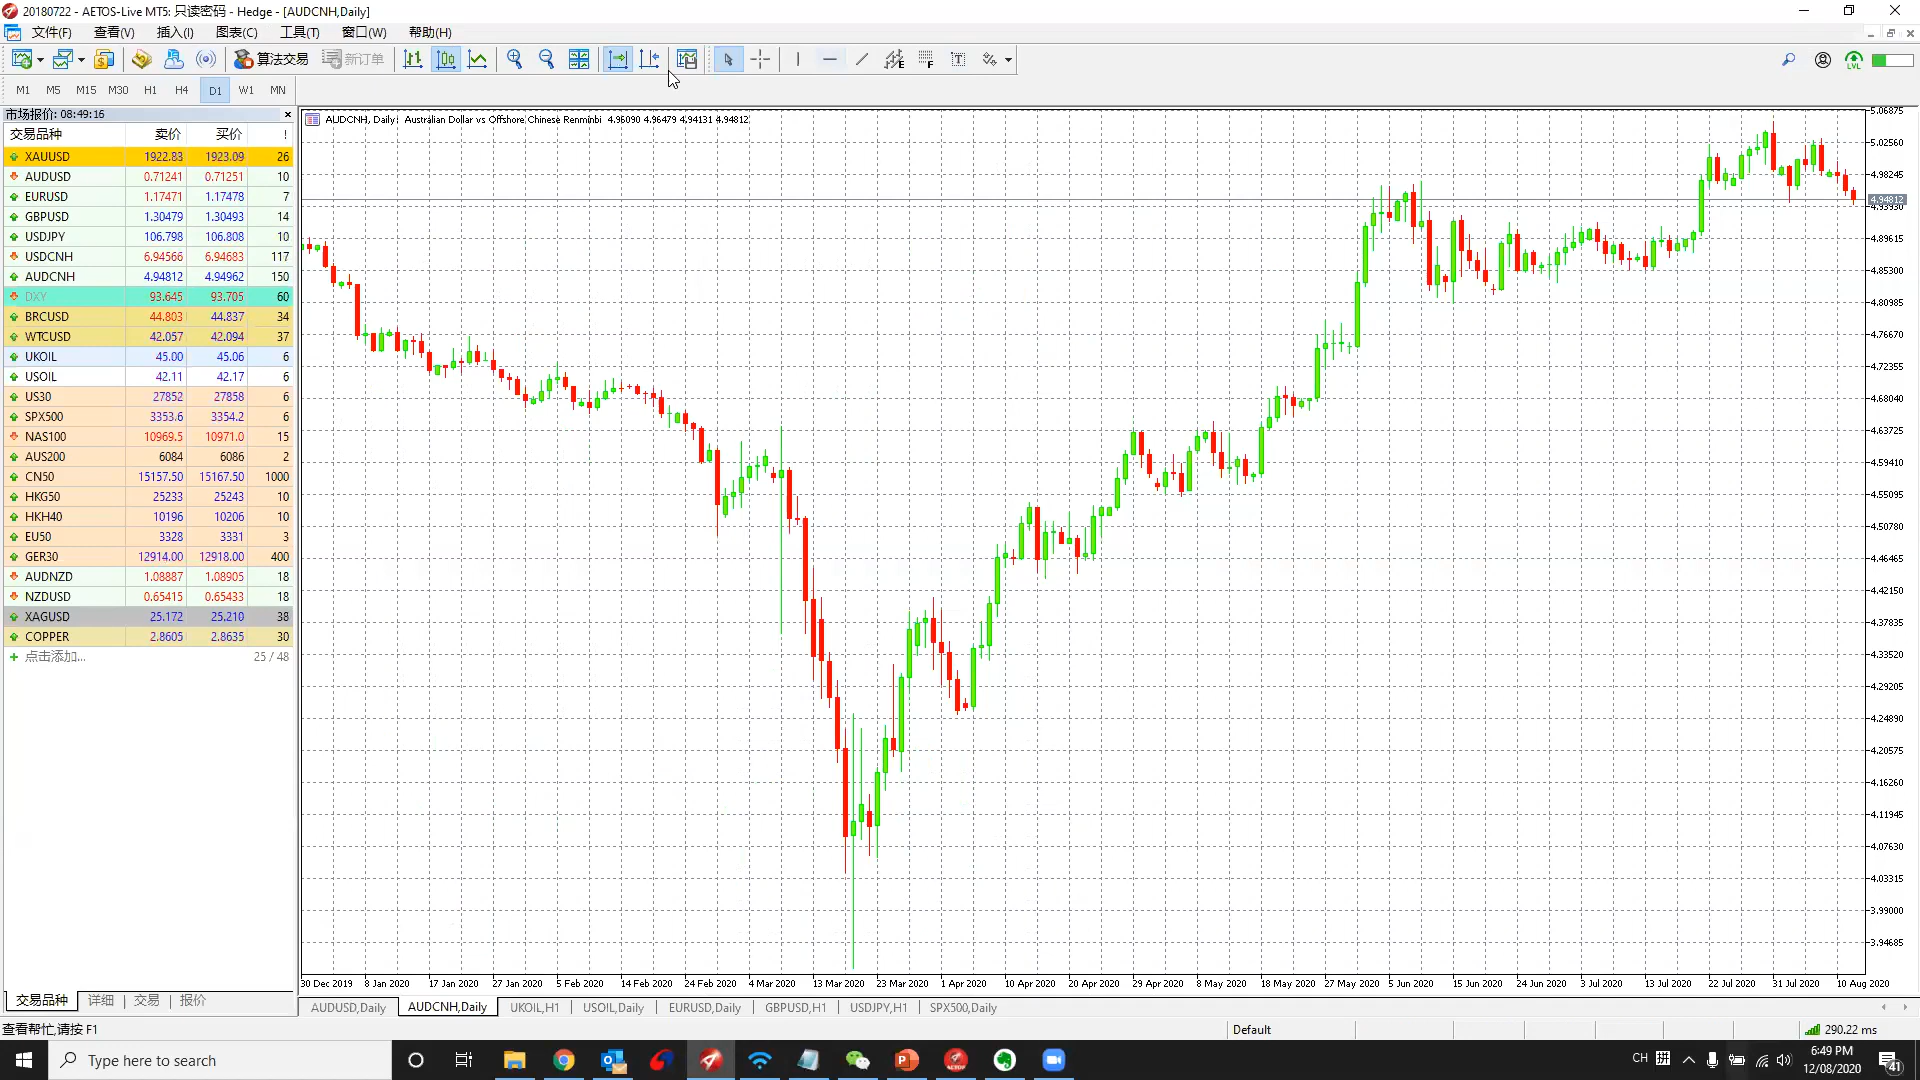 20180722 - AETOS-Live MT5: 只读密码 - Hedge - [AUDCNH,Daily]
文件(F) 查看(V) 插入(I) 图表(C) 工具(T) 窗口(W) 帮助(H)
算法交易 新订单
M1 M5 M15 M30 H1 H4 D1 W1 MN
市场报价: 08:49:16
交易品种 卖价 买价 !
XAUUSD 1922.83 1923.09 26
AUDUSD 0.71241 0.71251 10
EURUSD 1.17471 1.17478 7
GBPUSD 1.30479 1.30493 14
USDJPY 106.798 106.808 10
USDCNH 6.94566 6.94683 117
AUDCNH 4.94812 4.94962 150
DXY 93.645 93.705 60
BRCUSD 44.803 44.837 34
WTCUSD 42.057 42.094 37
UKOIL 45.00 45.06 6
USOIL 42.11 42.17 6
US30 27852 27858 6
SPX500 3353.6 3354.2 6
NAS100 10969.5 10971.0 15
AUS200 6084 6086 2
CN50 15157.50 15167.50 1000
HKG50 25233 25243 10
HKH40 10196 10206 10
EU50 3328 3331 3
GER30 12914.00 12918.00 400
AUDNZD 1.08887 1.08905 18
NZDUSD 0.65415 0.65433 18
XAGUSD 25.172 25.210 38
COPPER 2.8605 2.8635 30
点击添加... 25 / 48
交易品种 详细 交易 报价
AUDCNH, Daily: Australian Dollar vs Offshore Chinese Renminbi 4.96090 4.96479 4.94131 4.94812
5.06875
5.02560
4.98245
4.94812
4.93930
4.89615
4.85300
4.80985
4.76670
4.72355
4.68040
4.63725
4.59410
4.55095
4.50780
4.46465
4.42150
4.37835
4.33520
4.29205
4.24890
4.20575
4.16260
4.11945
4.07630
4.03315
3.99000
3.94685
30 Dec 2019 8 Jan 2020 17 Jan 2020 27 Jan 2020 5 Feb 2020 14 Feb 2020 24 Feb 2020 4 Mar 2020 13 Mar 2020 23 Mar 2020 1 Apr 2020 10 Apr 2020 20 Apr 2020 29 Apr 2020 8 May 2020 18 May 2020 27 May 2020 5 Jun 2020 15 Jun 2020 24 Jun 2020 3 Jul 2020 13 Jul 2020 22 Jul 2020 31 Jul 2020 10 Aug 2020
AUDUSD,Daily AUDCNH,Daily UKOIL,H1 USOIL,Daily EURUSD,Daily GBPUSD,H1 USDJPY,H1 SPX500,Daily
查看帮忙,请按 F1 Default 290.22 ms
Type here to search
CH 拼
6:49 PM
12/08/2020
41